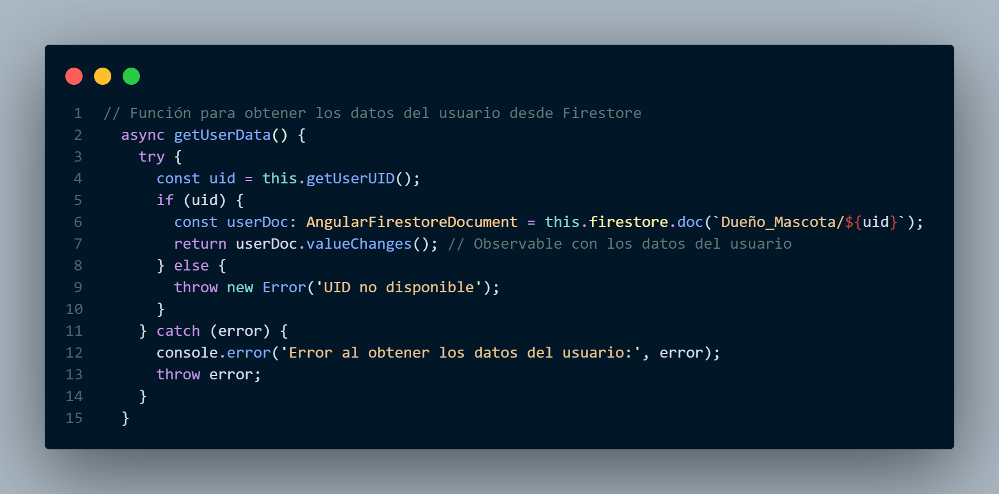 1 // Función para obtener los datos del usuario desde Firestore
2   async getUserData() {
3     try {
4       const uid = this.getUserUID();
5       if (uid) {
6         const userDoc: AngularFirestoreDocument = this.firestore.doc(`Dueño_Mascota/${uid}`);
7         return userDoc.valueChanges(); // Observable con los datos del usuario
8       } else {
9         throw new Error('UID no disponible');
10       }
11     } catch (error) {
12       console.error('Error al obtener los datos del usuario:', error);
13       throw error;
14     }
15   }